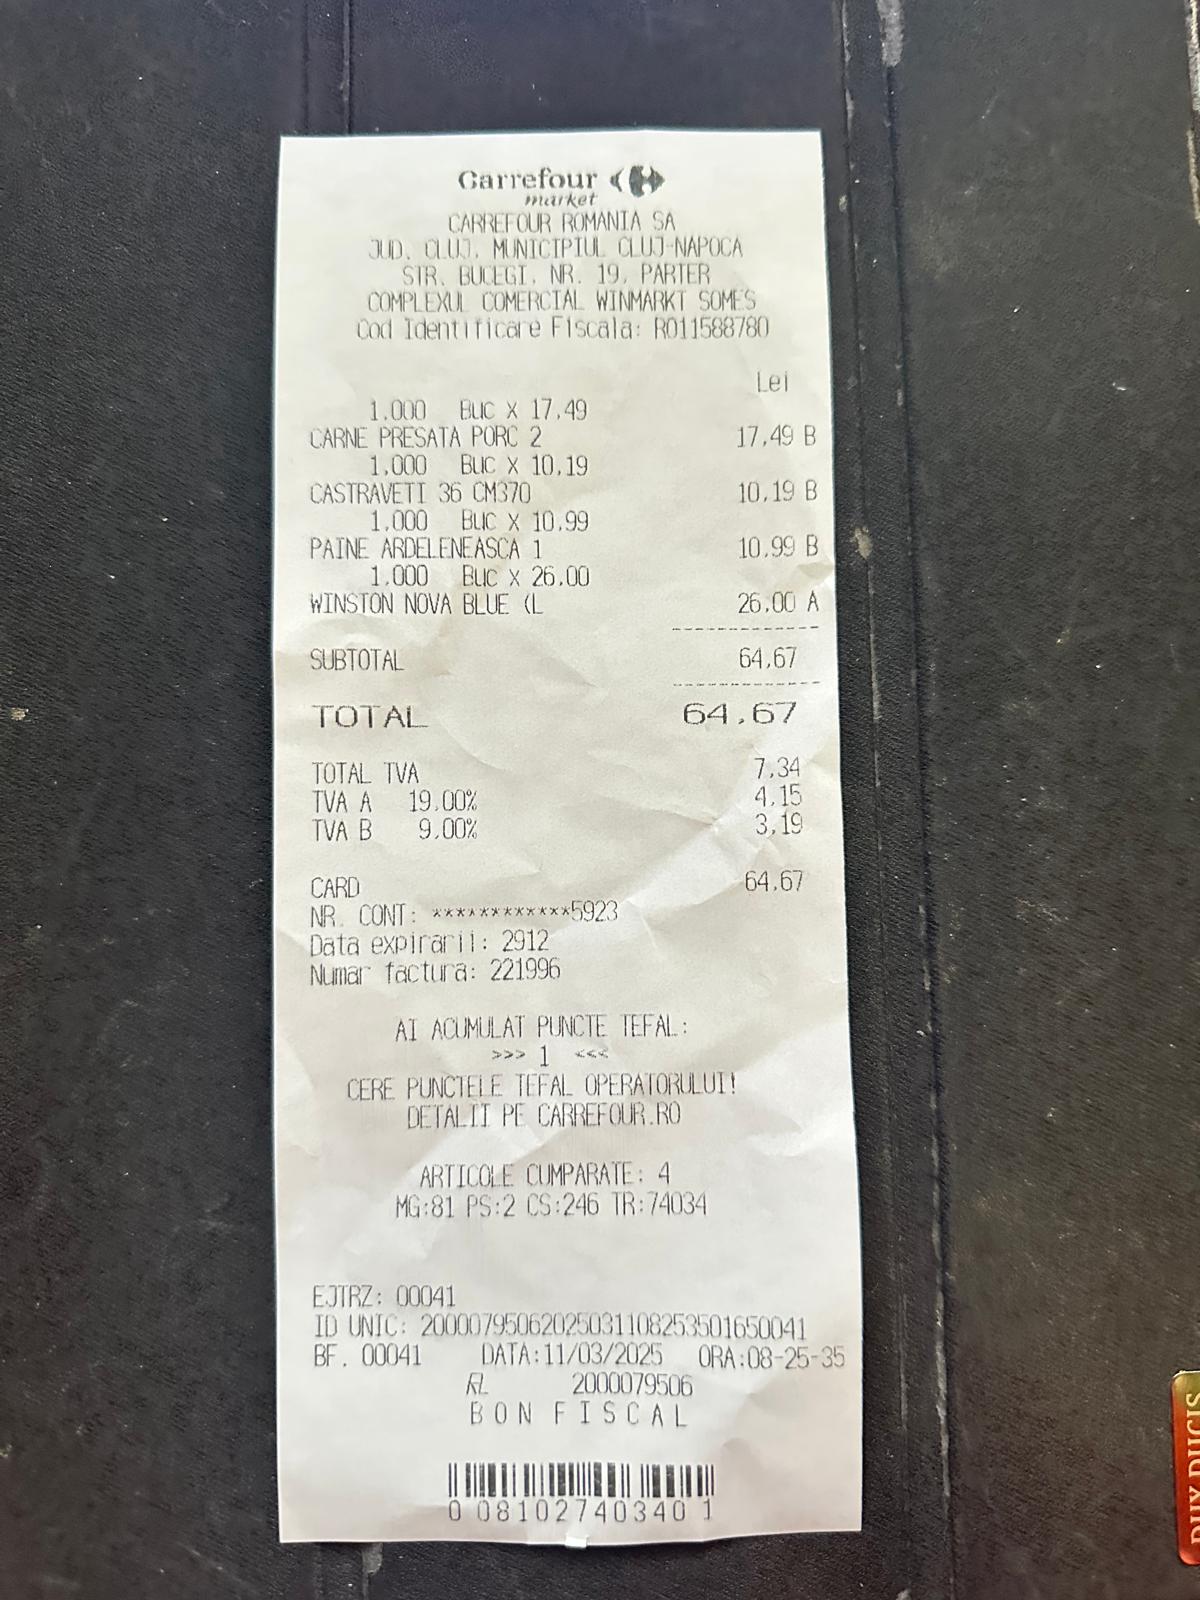 Carrefour
market
CARREFOUR ROMANIA SA
JUD. CLUJ, MUNICIPIUL CLUJ-NAPOCA
STR. BUCEGI, NR. 19, PARTER
COMPLEXUL COMERCIAL WINMARKT SOMES
Cod Identificare Fiscala: RO11588780
Lei
1.000 Buc X 17.49
CARNE PRESATA PORC 2 17,49 B
1.000 Buc X 10.19
CASTRAVETI 36 CM370 10,19 B
1.000 Buc X 10.99
PAINE ARDELENEASCA 1 10.99 B
1.000 Buc X 26.00
WINSTON NOVA BLUE (L 26.00 A
SUBTOTAL 64,67
TOTAL 64,67
TOTAL TVA 7,34
TVA A 19.00% 4,15
TVA B 9.00% 3,19
CARD 64,67
NR. CONT: ************5923
Data expirarii: 2912
Numar factura: 221996
AI ACUMULAT PUNCTE TEFAL:
>>> 1 <<<
CERE PUNCTELE TEFAL OPERATORULUI!
DETALII PE CARREFOUR.RO
ARTICOLE CUMPARATE: 4
MG:81 PS:2 CS:246 TR:74034
EJTRZ: 00041
ID UNIC: 2000079506202503110825350165​0041
BF. 00041 DATA:11/03/2025 ORA:08-25-35
2000079506
BON FISCAL
0 081027403401
DUX DUCIS